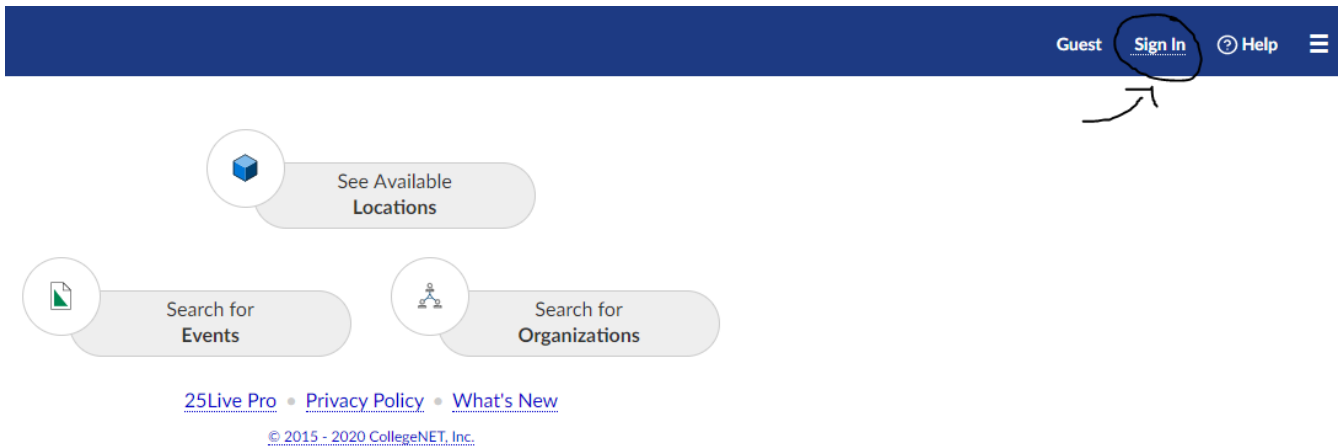 Guest Sign In ? Help
See Available
Locations
Search for
Events
Search for
Organizations
25Live Pro • Privacy Policy • What's New
© 2015 - 2020 CollegeNET, Inc.